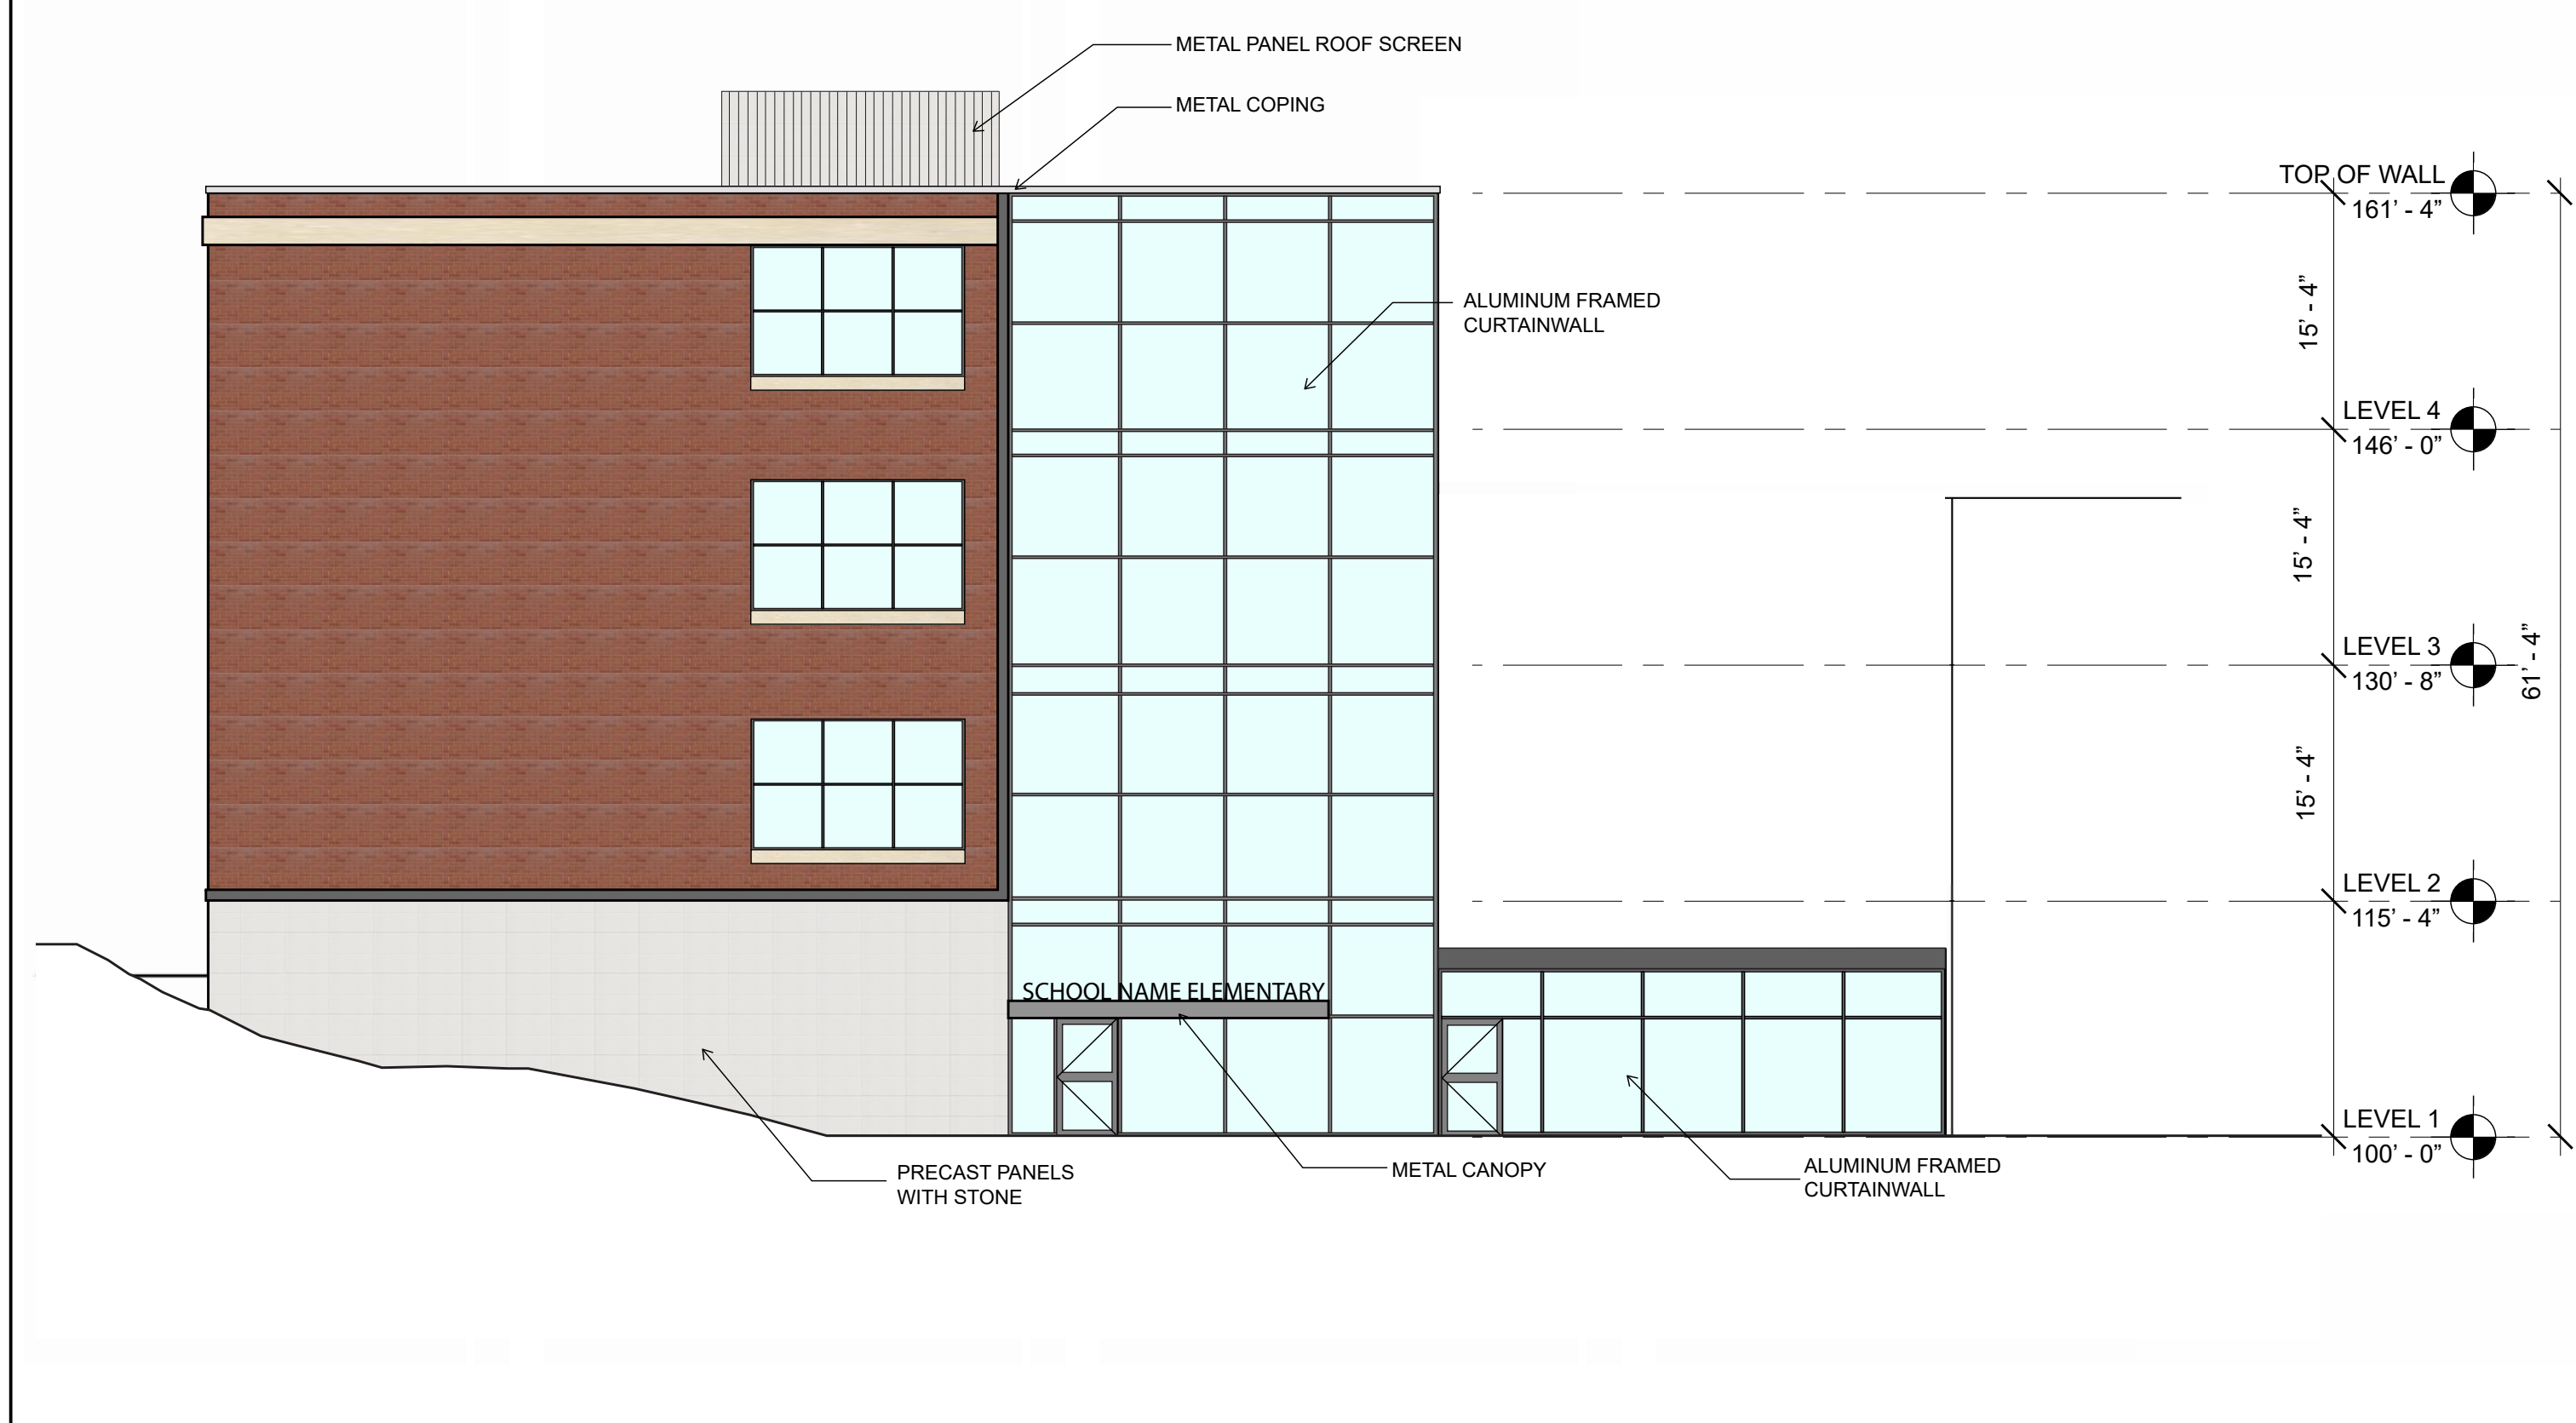 METAL PANEL ROOF SCREEN
METAL COPING
TOP OF WALL
161’ - 4”
15’ - 4”
ALUMINUM FRAMED
CURTAINWALL
LEVEL 4
146’ - 0”
15’ - 4”
LEVEL 3
130’ - 8”
61’ - 4”
15’ - 4”
LEVEL 2
115’ - 4”
SCHOOL NAME ELEMENTARY
LEVEL 1
100’ - 0”
PRECAST PANELS
WITH STONE
METAL CANOPY
ALUMINUM FRAMED
CURTAINWALL